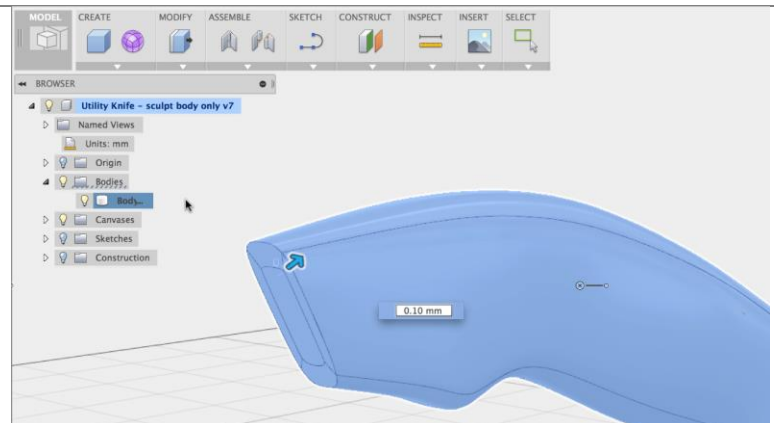 MODEL CREATE MODIFY ASSEMBLE SKETCH CONSTRUCT INSPECT INSERT SELECT
BROWSER
Utility Knife - sculpt body only v7
Named Views
Units: mm
Origin
Bodies
Body...
Canvases
Sketches
Construction
0.10 mm